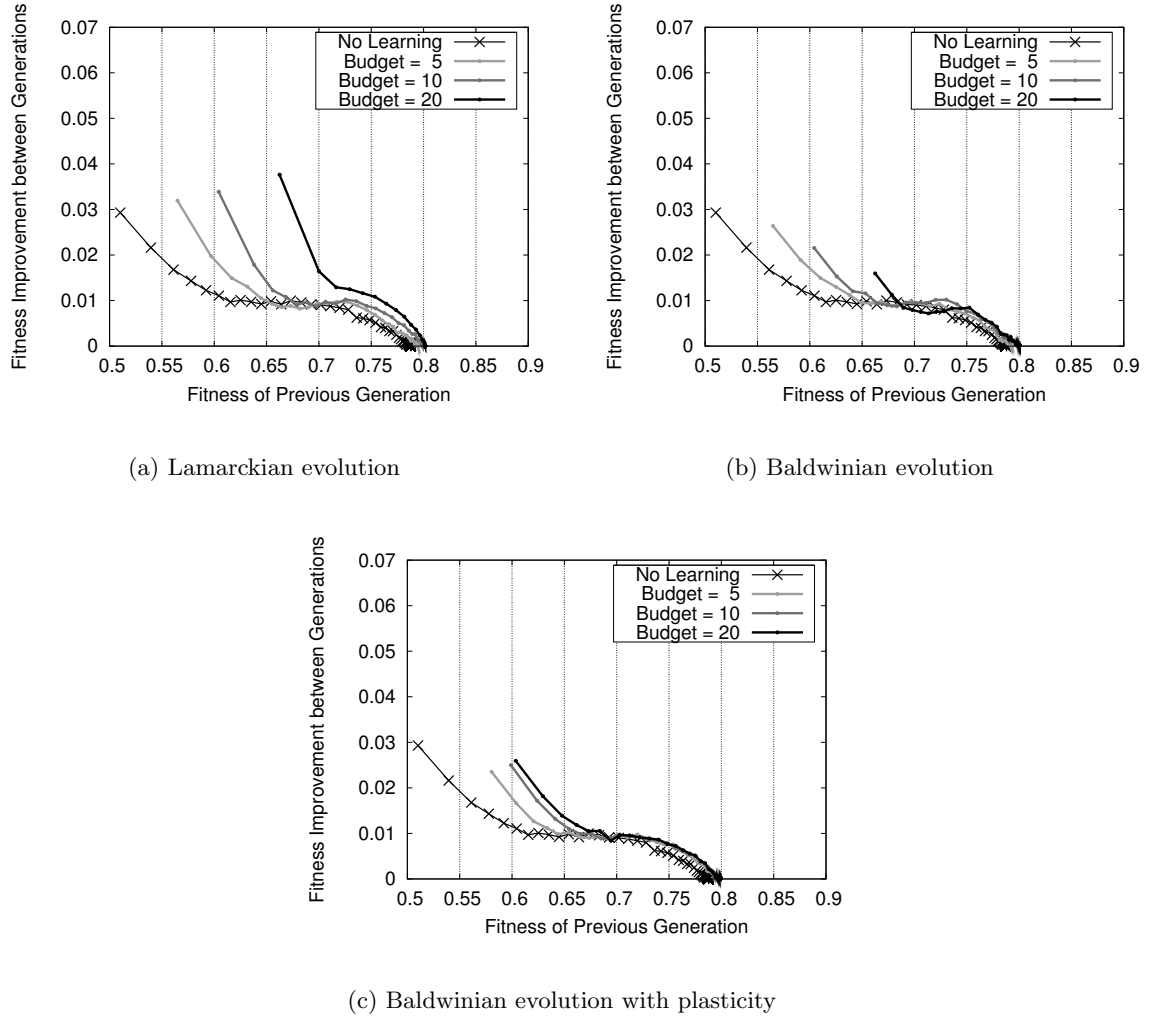 Fitness Improvement between Generations
0.07
0.06
0.05
0.04
0.03
0.02
0.01
0
0.5 0.55 0.6 0.65 0.7 0.75 0.8 0.85 0.9
Fitness of Previous Generation
No Learning
Budget = 5
Budget = 10
Budget = 20
(a) Lamarckian evolution
Fitness Improvement between Generations
0.07
0.06
0.05
0.04
0.03
0.02
0.01
0
0.5 0.55 0.6 0.65 0.7 0.75 0.8 0.85 0.9
Fitness of Previous Generation
No Learning
Budget = 5
Budget = 10
Budget = 20
(b) Baldwinian evolution
Fitness Improvement between Generations
0.07
0.06
0.05
0.04
0.03
0.02
0.01
0
0.5 0.55 0.6 0.65 0.7 0.75 0.8 0.85 0.9
Fitness of Previous Generation
No Learning
Budget = 5
Budget = 10
Budget = 20
(c) Baldwinian evolution with plasticity